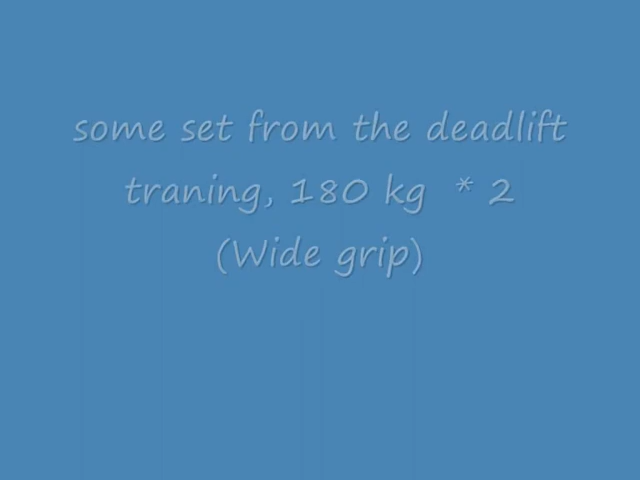 some set from the deadlift
traning, 180 kg  * 2
(Wide grip)